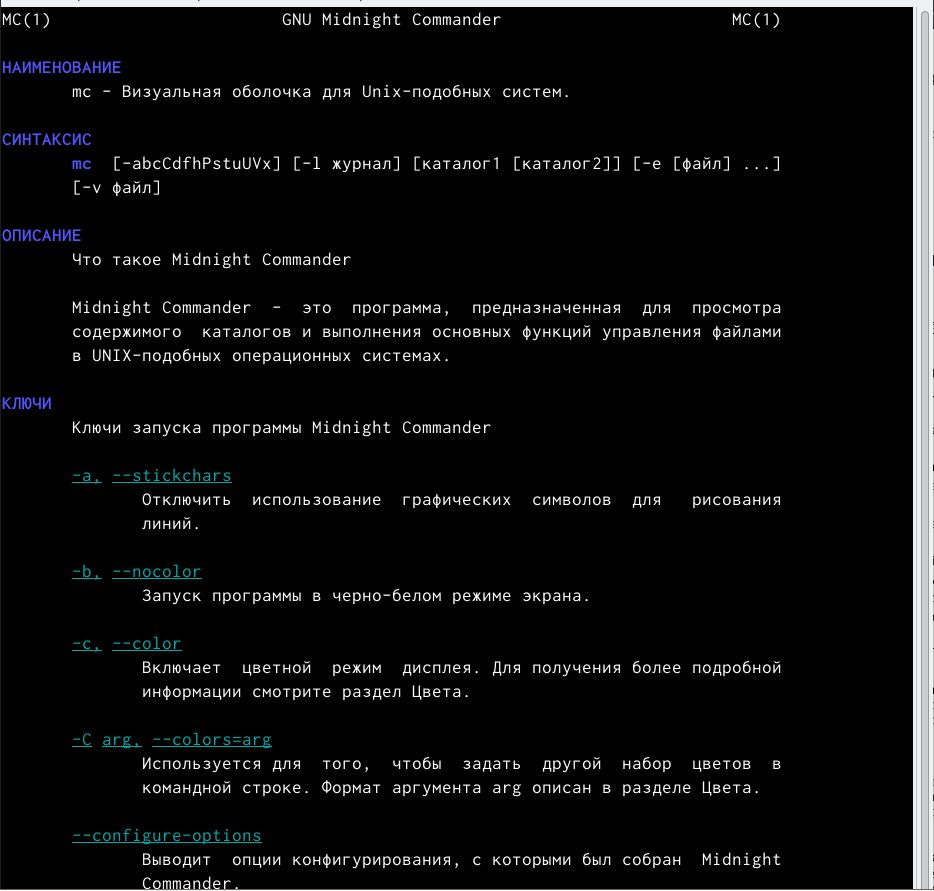 MC(1) GNU Midnight Commander MC(1)
НАИМЕНОВАНИЕ
mc - Визуальная оболочка для Unix-подобных систем.
СИНТАКСИС
mc [-abcCdfhPstuUVx] [-l журнал] [каталог1 [каталог2]] [-e [файл] ...]
[-v файл]
ОПИСАНИЕ
Что такое Midnight Commander
Midnight Commander - это программа, предназначенная для просмотра
содержимого каталогов и выполнения основных функций управления файлами
в UNIX-подобных операционных системах.
КЛЮЧИ
Ключи запуска программы Midnight Commander
-a, --stickchars
Отключить использование графических символов для рисования
линий.
-b, --nocolor
Запуск программы в черно-белом режиме экрана.
-c, --color
Включает цветной режим дисплея. Для получения более подробной
информации смотрите раздел Цвета.
-C arg, --colors=arg
Используется для того, чтобы задать другой набор цветов в
командной строке. Формат аргумента arg описан в разделе Цвета.
--configure-options
Выводит опции конфигурирования, с которыми был собран Midnight
Commander.